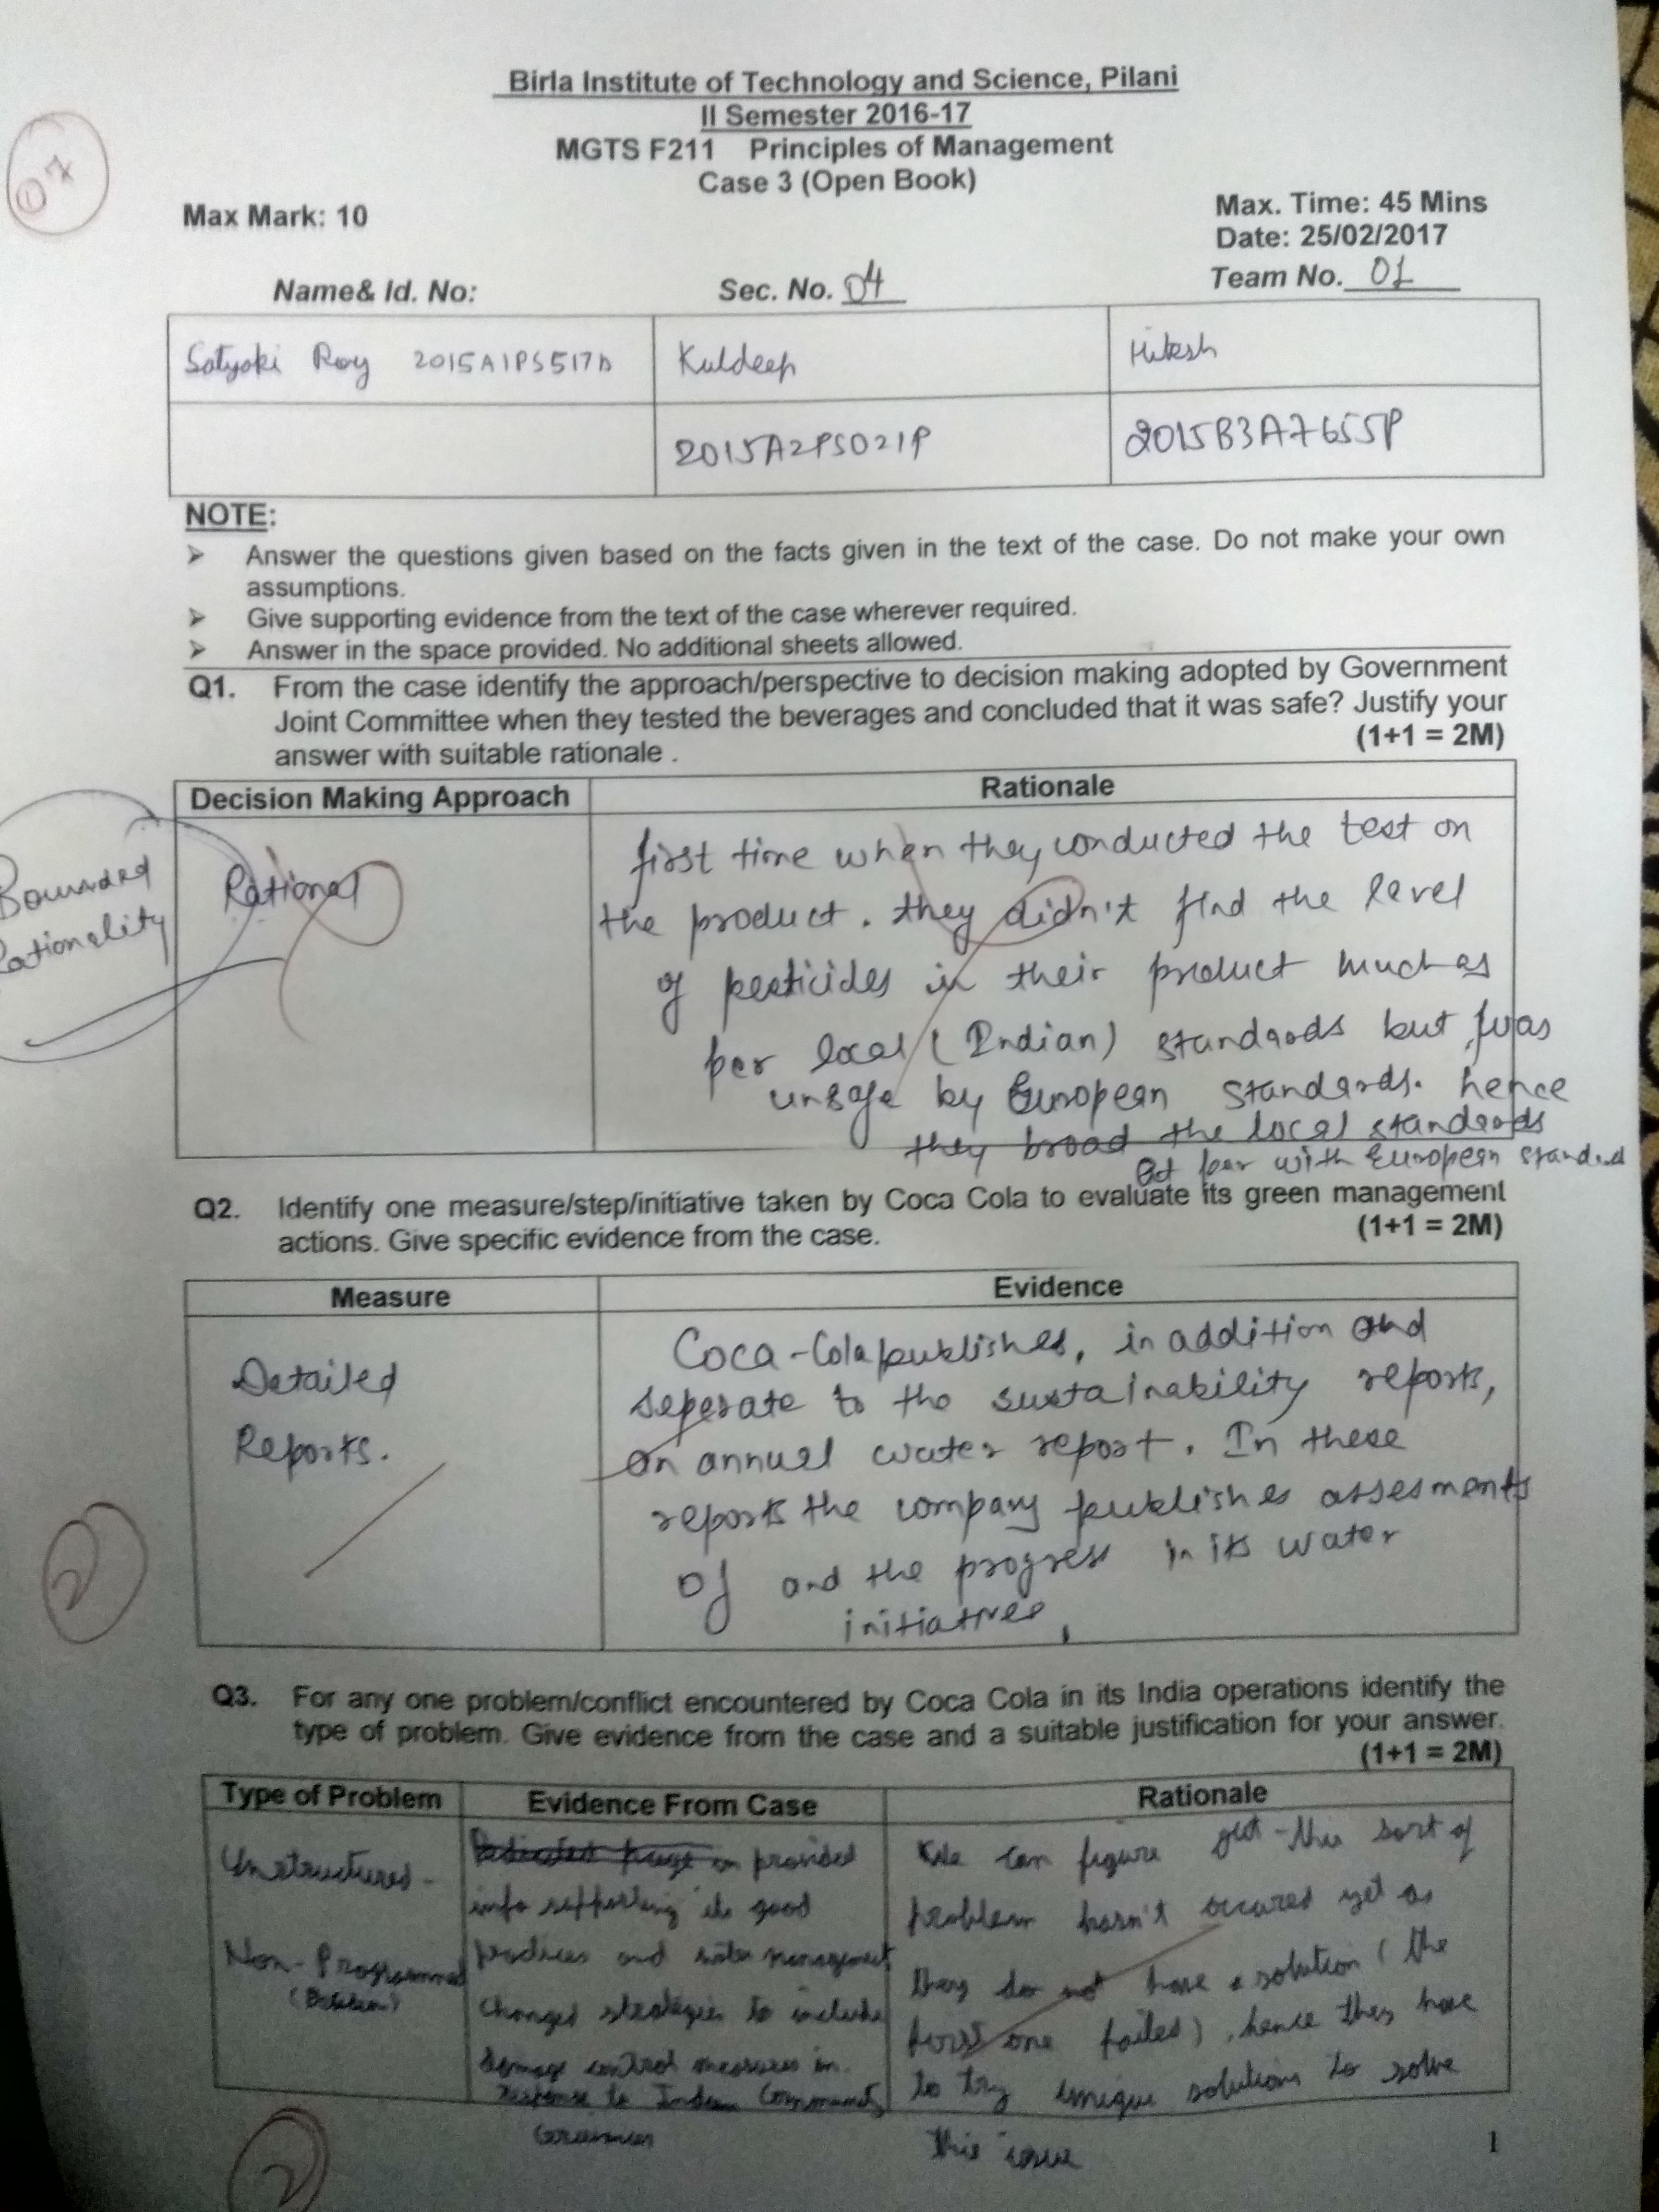 Birla Institute of Technology and Science, Pilani
II Semester 2016-17
MGTS F211 Principles of Management
Case 3 (Open Book)
Max Mark: 10
Max. Time: 45 Mins
Date: 25/02/2017
Name& Id. No:
Sec. No. 04
Team No. 01
Satyaki Roy 2015A1PS517
Kuldeep
Hitesh
2015A2PS021P
2015B3A7655P
NOTE:
➢ Answer the questions given based on the facts given in the text of the case. Do not make your own
assumptions.
➢ Give supporting evidence from the text of the case wherever required.
➢ Answer in the space provided. No additional sheets allowed.
Q1. From the case identify the approach/perspective to decision making adopted by Government
Joint Committee when they tested the beverages and concluded that it was safe? Justify your
answer with suitable rationale .
(1+1 = 2M)
Decision Making Approach
Rationale
Bounded
Rationality
Rational
first time when they conducted the test on
the product. they didn't find the level
of pesticides in their product much as
per local (Indian) standards but was
unsafe by European standards. hence
they broad the local standards
at par with European standard
Q2. Identify one measure/step/initiative taken by Coca Cola to evaluate its green management
actions. Give specific evidence from the case.
(1+1 = 2M)
Measure
Evidence
Detailed
Reports.
Coca-Cola publishes, in addition and
seperate to the sustainability reports,
an annual water report. In these
reports the company publishes assesments
of and the progress in its water
initiatives,
2
Q3. For any one problem/conflict encountered by Coca Cola in its India operations identify the
type of problem. Give evidence from the case and a suitable justification for your answer.
(1+1 = 2M)
Type of Problem
Evidence From Case
Rationale
Unstructured -
Non-Programmed
provided
info supporting its good
practices and water management
Changed strategies to include
damage control measures in
response to Indian Community
We can figure out this sort of
problem hasn't occured yet as
they do not have a solution (the
first one failed), hence they have
to try unique solutions to solve
this issue
2
1